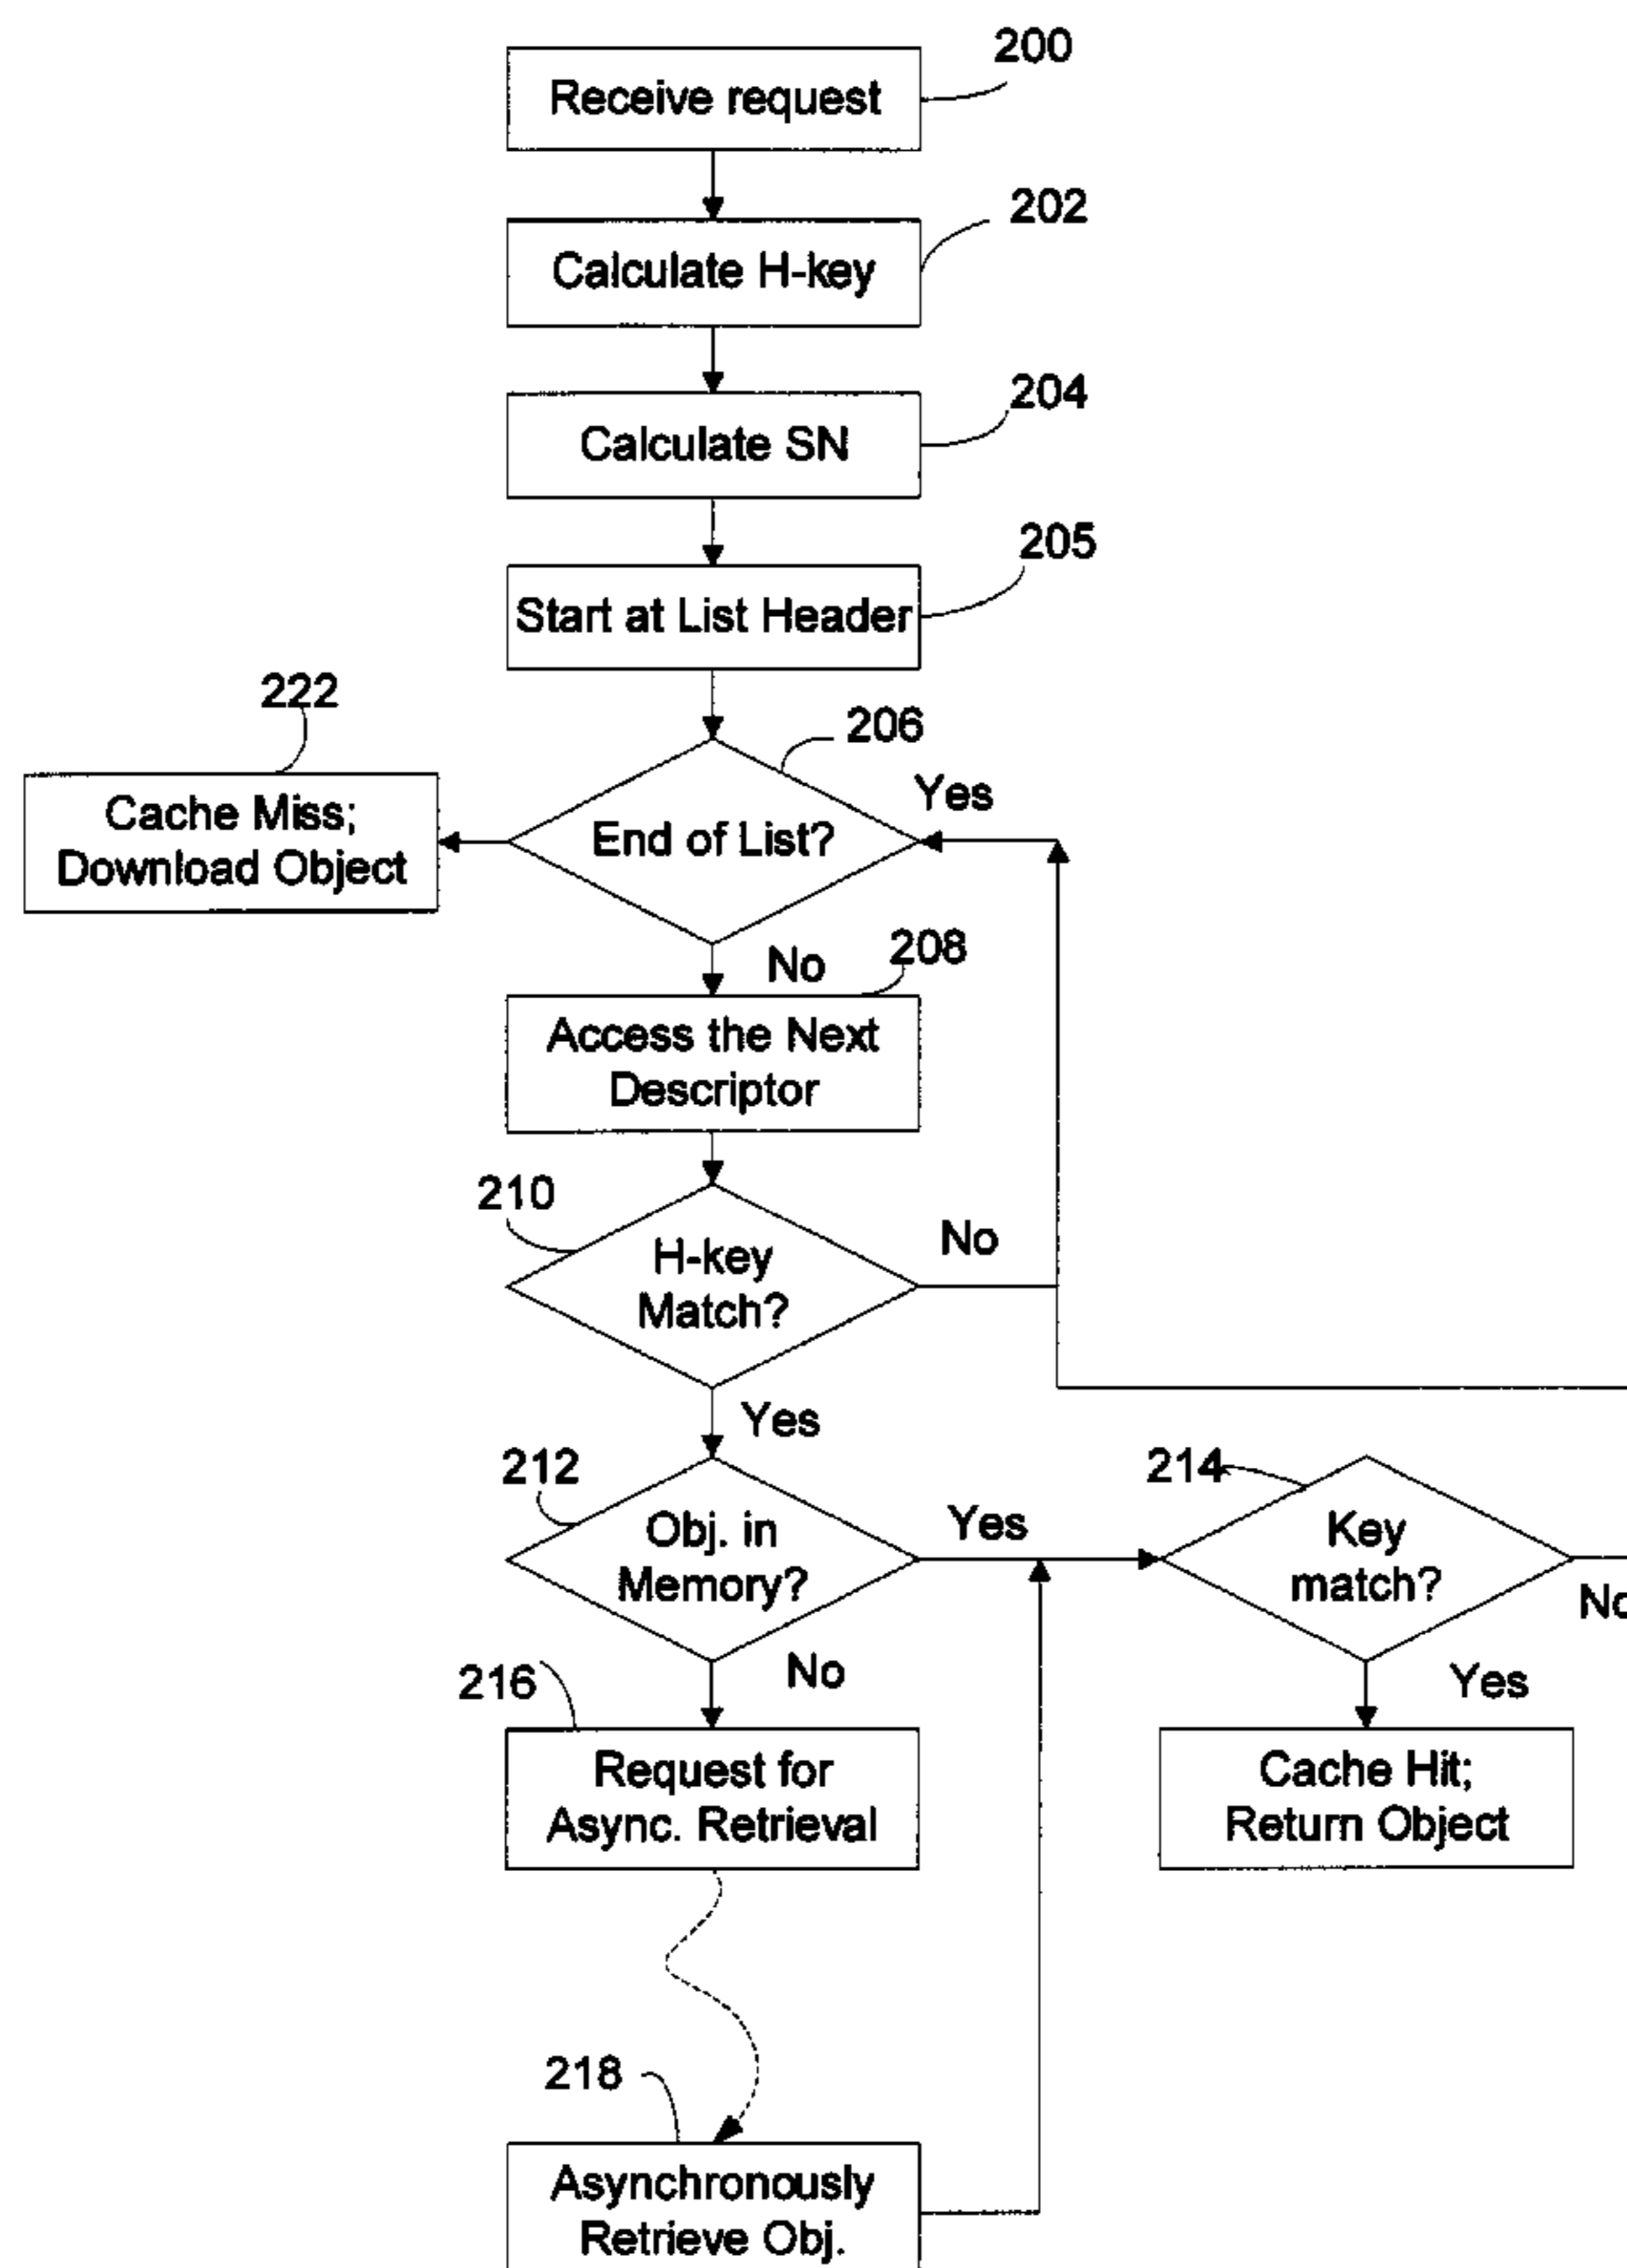 200
Receive request
202
Calculate H-key
204
Calculate SN
205
Start at List Header
222
206
Yes
Cache Miss;
Download Object
End of List?
No
208
Access the Next
Descriptor
210
No
H-key
Match?
Yes
212
214
Obj. in
Memory?
Yes
Key
match?
No
216
No
Yes
Request for
Async. Retrieval
Cache Hit;
Return Object
218
Asynchronously
Retrieve Obj.